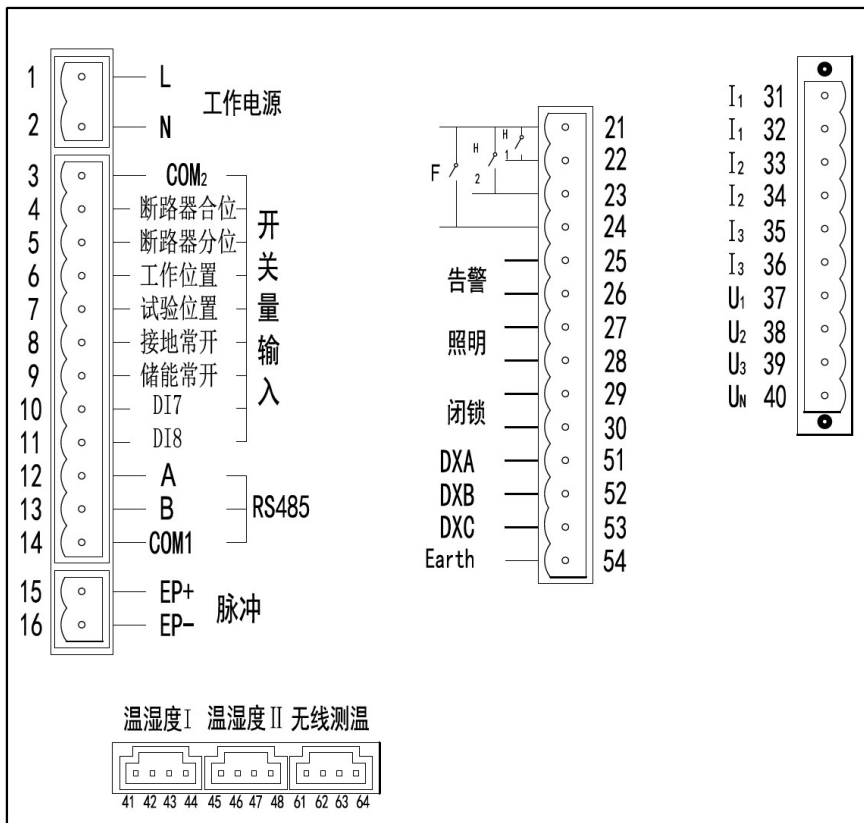 1 L
工作电源
2 N
3 COM₂
4 断路器合位
5 断路器分位
6 工作位置
7 试验位置
8 接地常开
9 储能常开
10 DI7
11 DI8
开关量输入
12 A
13 B
14 COM1
RS485
15 EP+
16 EP-
脉冲
F
H
2
H
1
21
22
23
24
告警
25
26
照明
27
28
闭锁
29
30
DXA 51
DXB 52
DXC 53
Earth 54
I₁ 31
I₁ 32
I₂ 33
I₂ 34
I₃ 35
I₃ 36
U₁ 37
U₂ 38
U₃ 39
Uɴ 40
温湿度Ⅰ 温湿度Ⅱ 无线测温
41 42 43 44 45 46 47 48 61 62 63 64